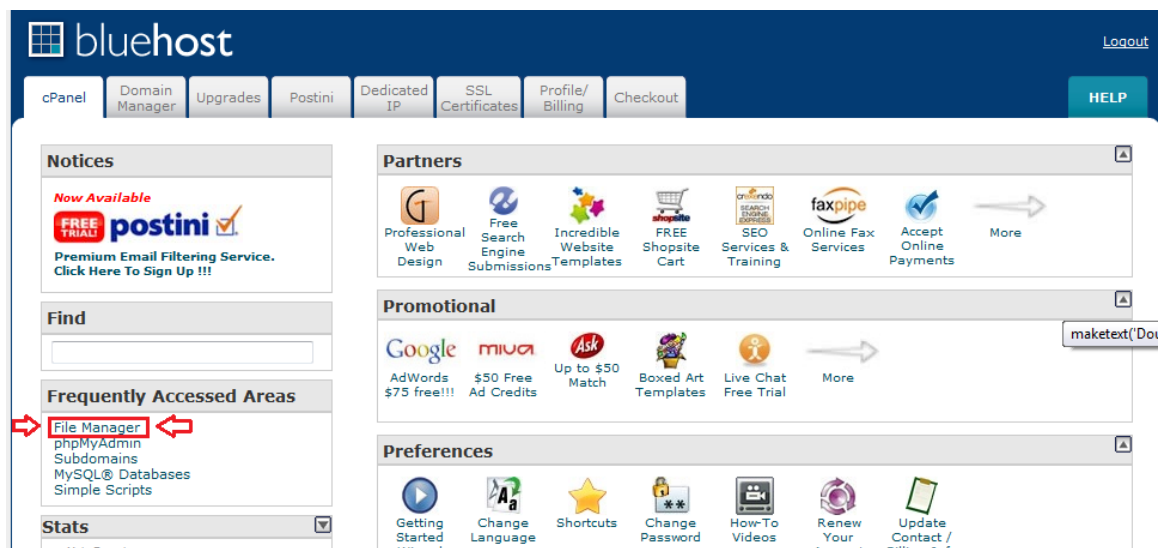 bluehost
Logout
cPanel
Domain
Manager
Upgrades
Postini
Dedicated
IP
SSL
Certificates
Profile/
Billing
Checkout
HELP
Notices
Now Available
FREE
TRIAL!
postini
Premium Email Filtering Service.
Click Here To Sign Up !!!
Find
Frequently Accessed Areas
File Manager
phpMyAdmin
Subdomains
MySQL® Databases
Simple Scripts
Stats
Partners
Professional
Web
Design
Free
Search
Engine
Submissions
Incredible
Website
Templates
shopsite
FREE
Shopsite
Cart
SEARCH
ENGINE
EXPRESS
SEO
Services &
Training
faxpipe
Online Fax
Services
Accept
Online
Payments
More
Promotional
Google
AdWords
$75 free!!!
miva
$50 Free
Ad Credits
Ask
Up to $50
Match
Boxed Art
Templates
Live Chat
Free Trial
More
maketext('Dou
Preferences
Getting
Started
Change
Language
Shortcuts
Change
Password
How-To
Videos
Renew
Your
Update
Contact /